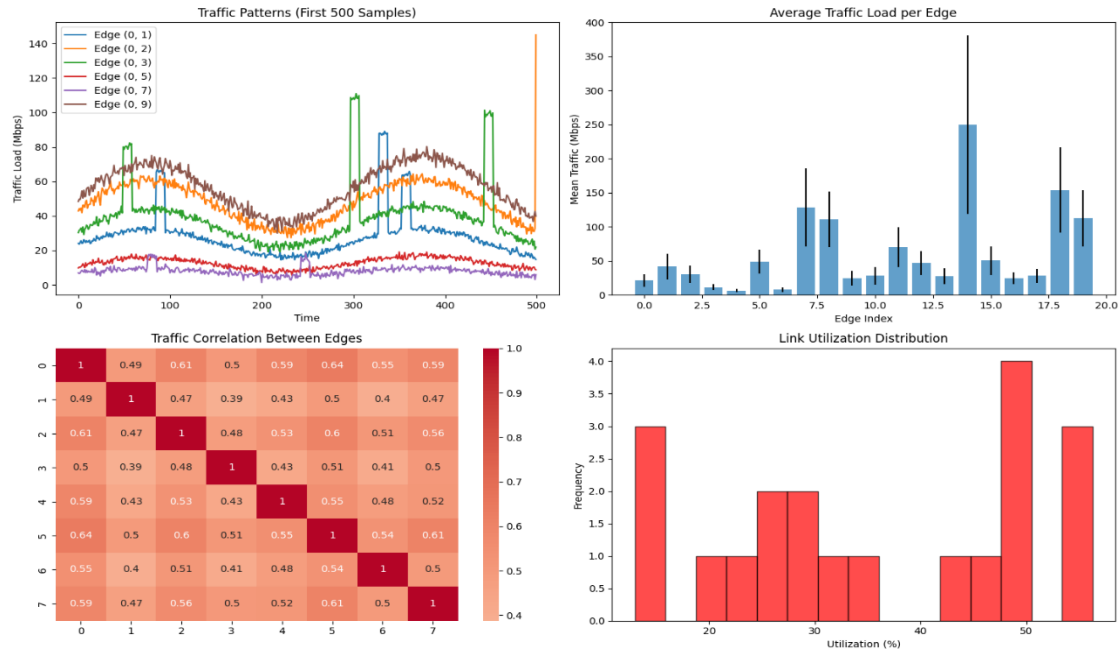 Traffic Patterns (First 500 Samples)
Edge (0, 1)
Edge (0, 2)
Edge (0, 3)
Edge (0, 5)
Edge (0, 7)
Edge (0, 9)
Traffic Load (Mbps)
140
120
100
80
60
40
20
0
0 100 200 300 400 500
Time
Average Traffic Load per Edge
Mean Traffic (Mbps)
400
350
300
250
200
150
100
50
0
0.0 2.5 5.0 7.5 10.0 12.5 15.0 17.5 20.0
Edge Index
Traffic Correlation Between Edges
0 1 0.49 0.61 0.5 0.59 0.64 0.55 0.59
1 0.49 1 0.47 0.39 0.43 0.5 0.4 0.47
2 0.61 0.47 1 0.48 0.53 0.6 0.51 0.56
3 0.5 0.39 0.48 1 0.43 0.51 0.41 0.5
4 0.59 0.43 0.53 0.43 1 0.55 0.48 0.52
5 0.64 0.5 0.6 0.51 0.55 1 0.54 0.61
6 0.55 0.4 0.51 0.41 0.48 0.54 1 0.5
7 0.59 0.47 0.56 0.5 0.52 0.61 0.5 1
0 1 2 3 4 5 6 7
1.0
0.9
0.8
0.7
0.6
0.5
0.4
Link Utilization Distribution
Frequency
4.0
3.5
3.0
2.5
2.0
1.5
1.0
0.5
0.0
20 30 40 50
Utilization (%)